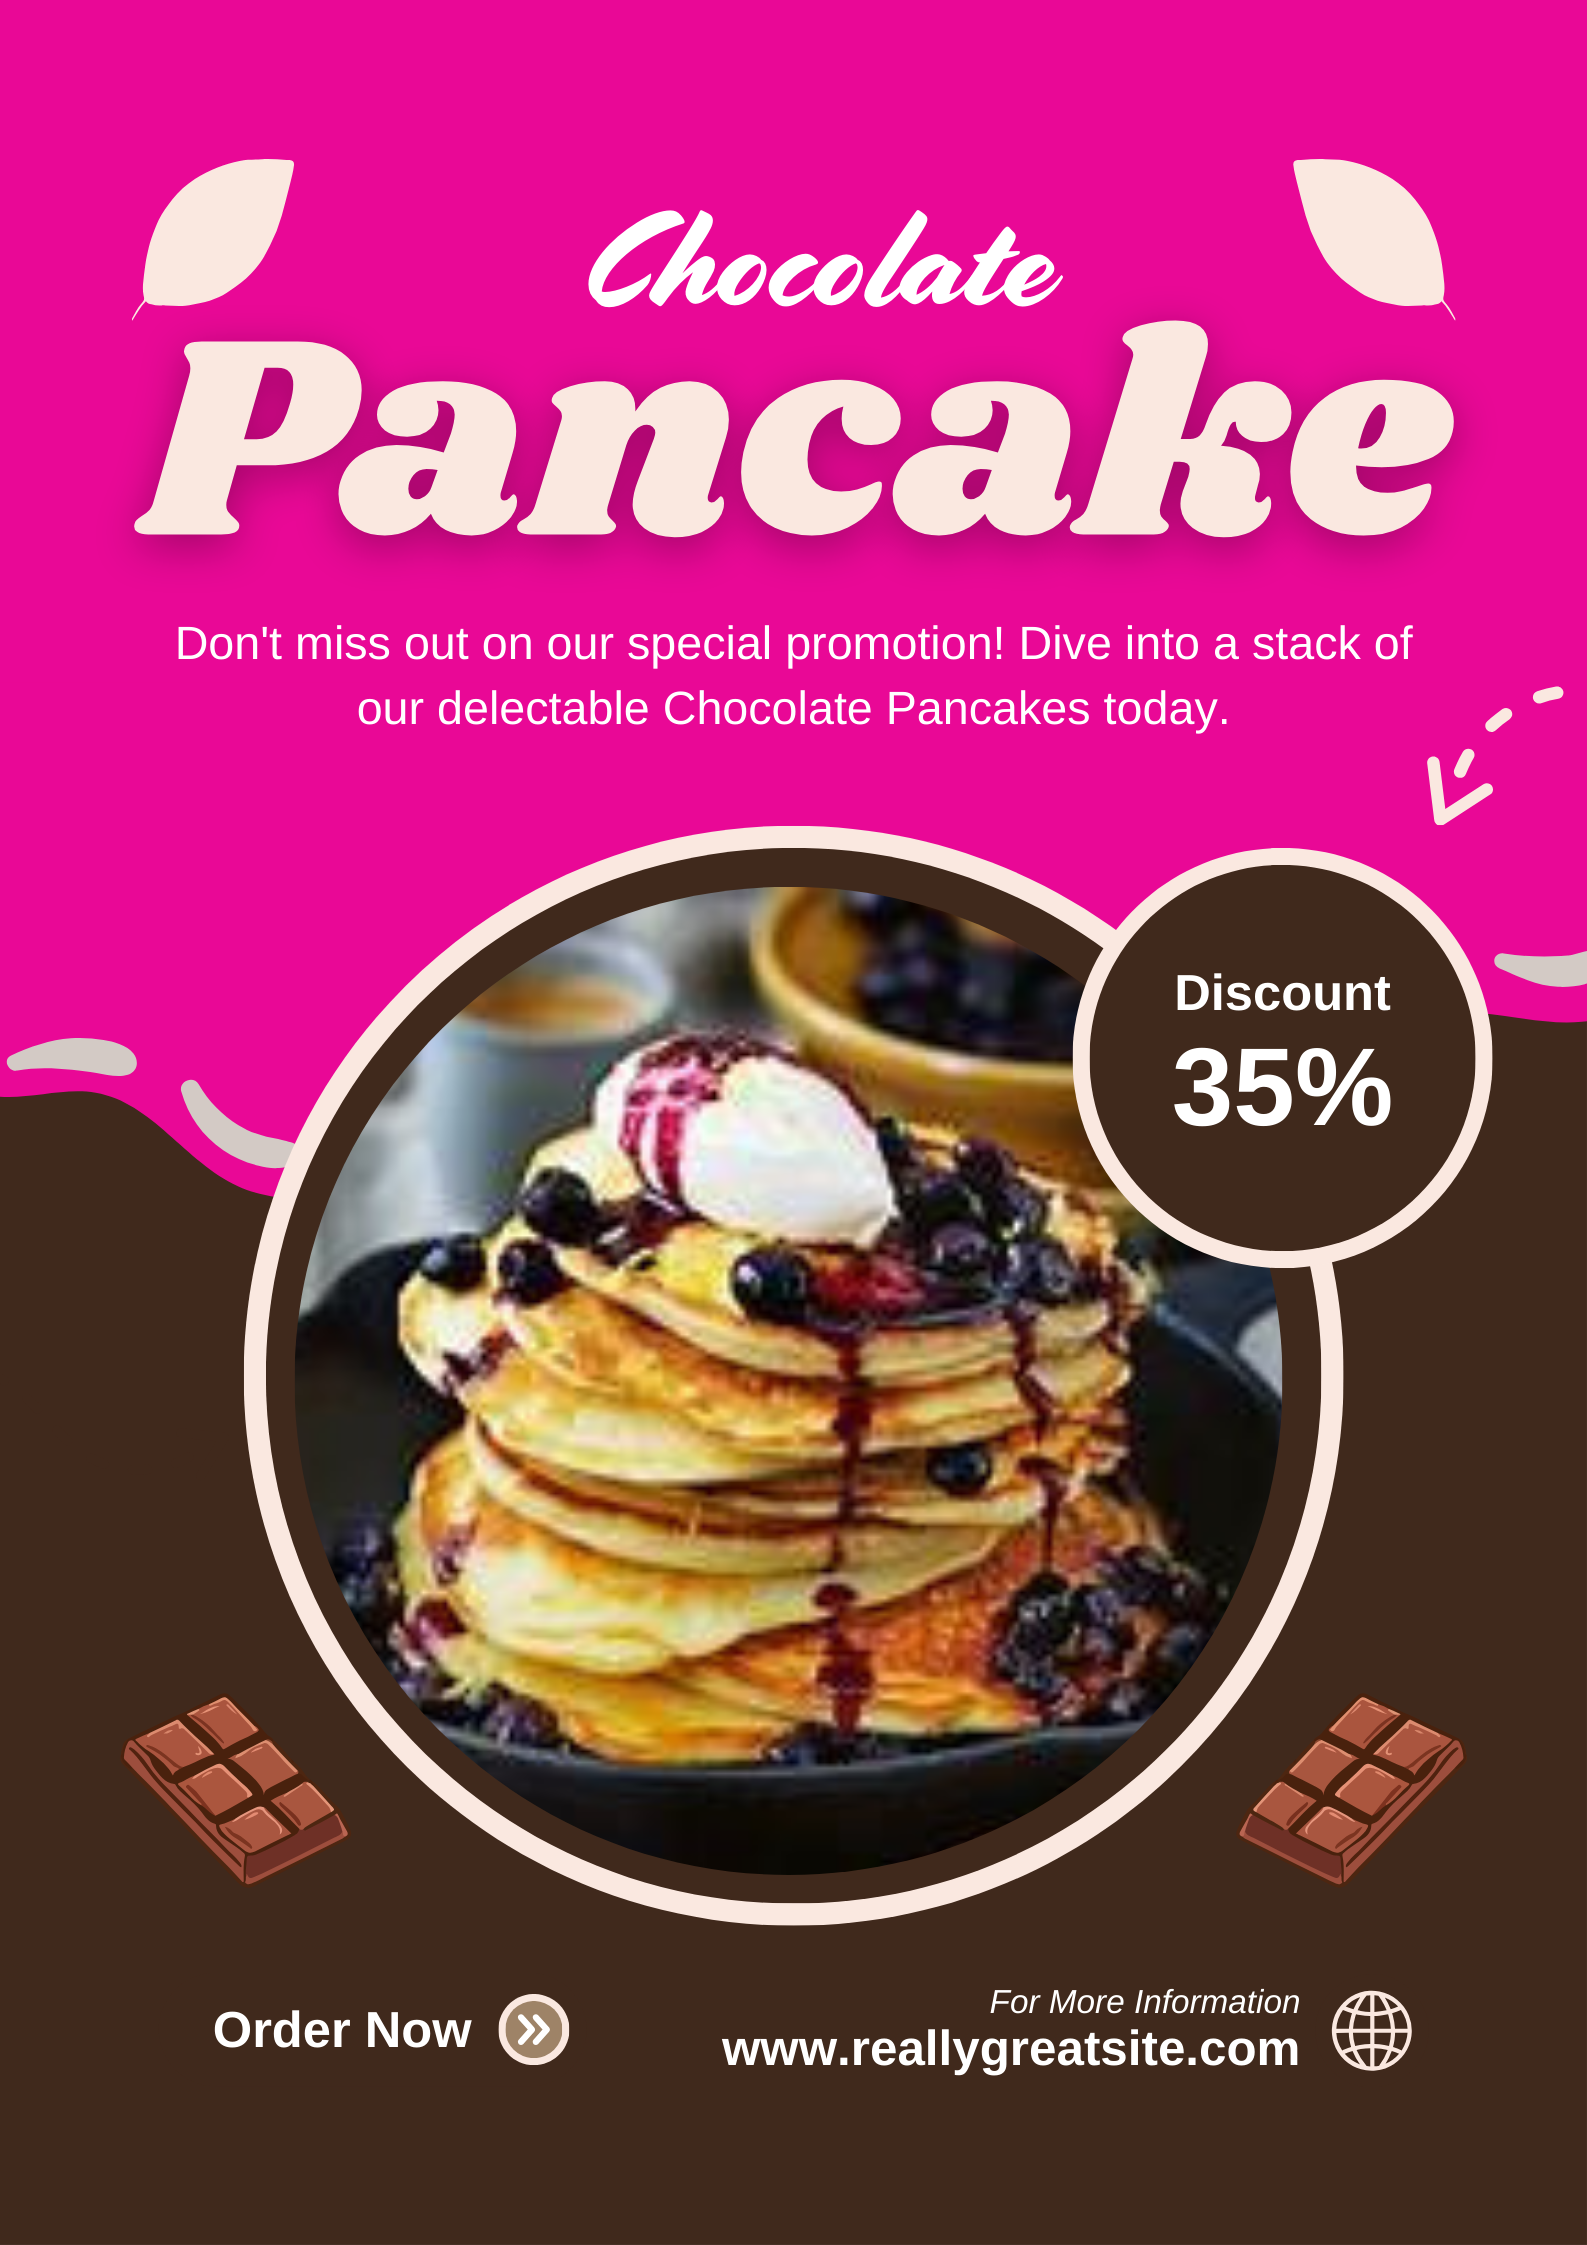 Chocolate
Pancake
Don't miss out on our special promotion! Dive into a stack of
our delectable Chocolate Pancakes today.
Discount
35%
Order Now
For More Information
www.reallygreatsite.com